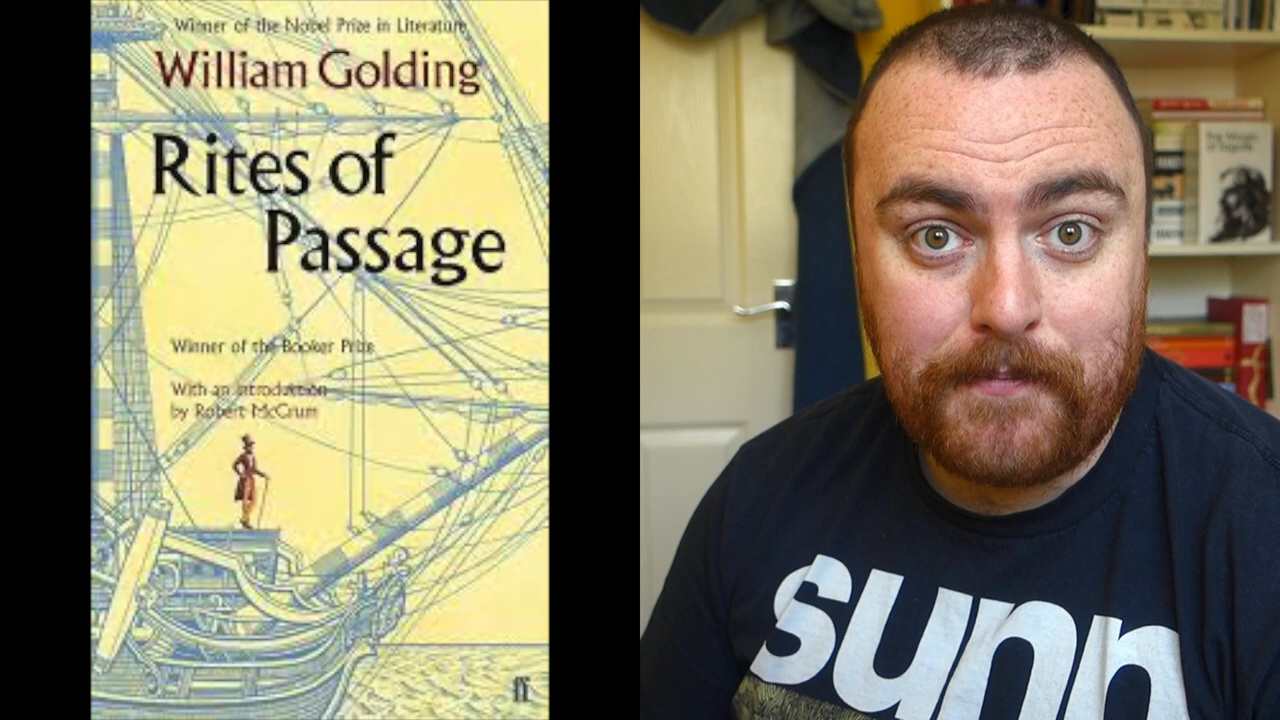 Winner of the Nobel Prize in Literature
William Golding
Rites of
Passage
Winner of the Booker Prize
With an introduction
by Robert McCrum
ff
sunn